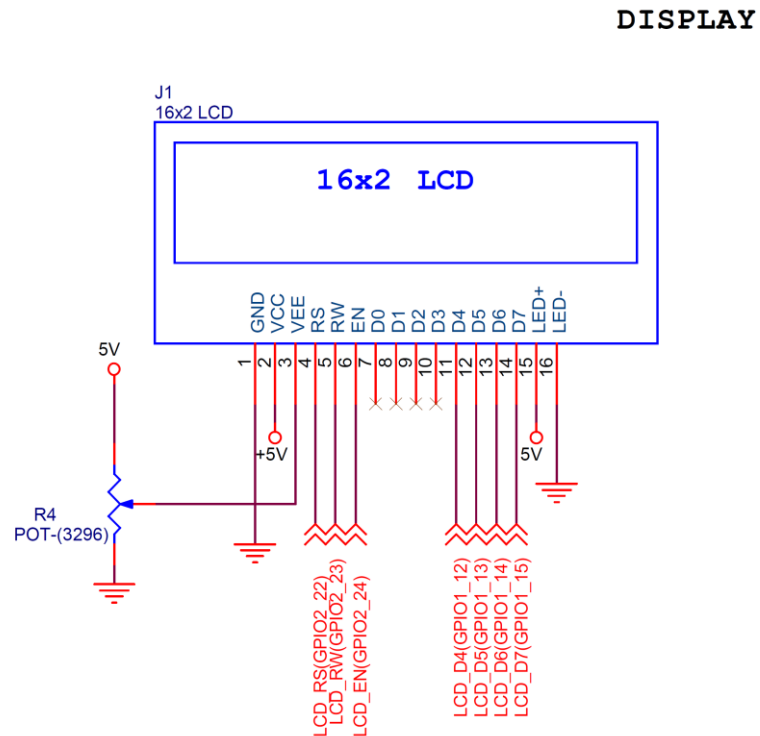 DISPLAY
J1
16x2 LCD
16x2 LCD
GND
VCC
VEE
RS
RW
EN
D0
D1
D2
D3
D4
D5
D6
D7
LED+
LED-
1
2
3
4
5
6
7
8
9
10
11
12
13
14
15
16
5V
+5V
5V
R4
POT-(3296)
LCD_RS(GPIO2_22)
LCD_RW(GPIO2_23)
LCD_EN(GPIO2_24)
LCD_D4(GPIO1_12)
LCD_D5(GPIO1_13)
LCD_D6(GPIO1_14)
LCD_D7(GPIO1_15)